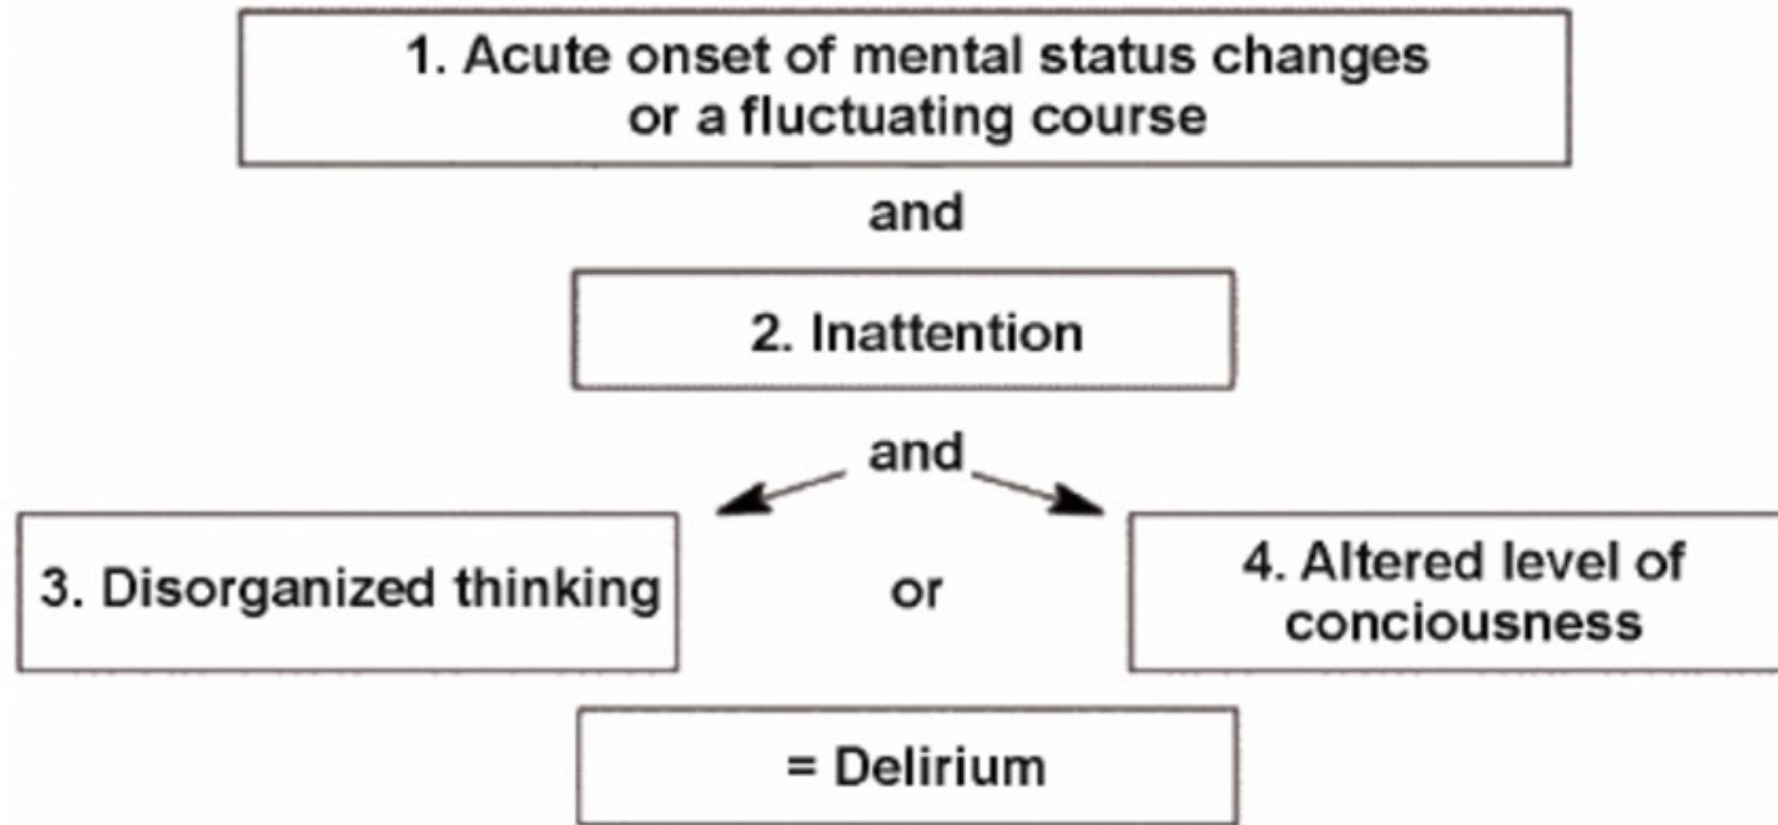 1. Acute onset of mental status changes
or a fluctuating course
and
2. Inattention
and
3. Disorganized thinking
or
4. Altered level of
conciousness
= Delirium